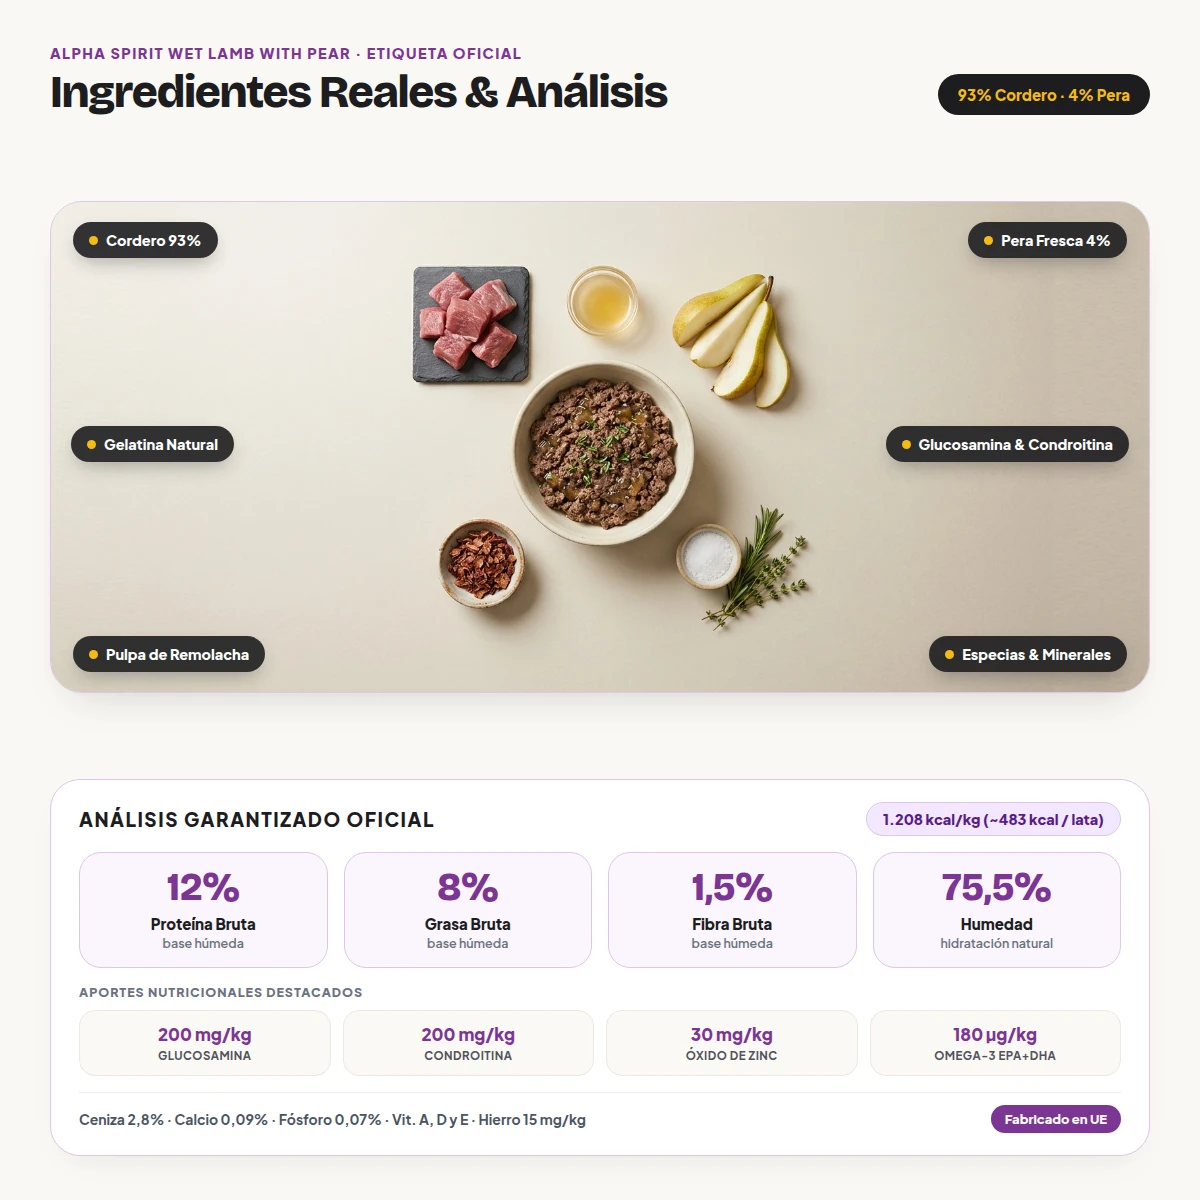 ALPHA SPIRIT WET LAMB WITH PEAR · ETIQUETA OFICIAL
Ingredientes Reales & Análisis
93% Cordero · 4% Pera
Cordero 93%
Pera Fresca 4%
Gelatina Natural
Glucosamina & Condroitina
Pulpa de Remolacha
Especias & Minerales
ANÁLISIS GARANTIZADO OFICIAL
1.208 kcal/kg (~483 kcal / lata)
12%
Proteína Bruta
base húmeda
8%
Grasa Bruta
base húmeda
1,5%
Fibra Bruta
base húmeda
75,5%
Humedad
hidratación natural
APORTES NUTRICIONALES DESTACADOS
200 mg/kg
GLUCOSAMINA
200 mg/kg
CONDROITINA
30 mg/kg
ÓXIDO DE ZINC
180 µg/kg
OMEGA-3 EPA+DHA
Ceniza 2,8% · Calcio 0,09% · Fósforo 0,07% · Vit. A, D y E · Hierro 15 mg/kg
Fabricado en UE